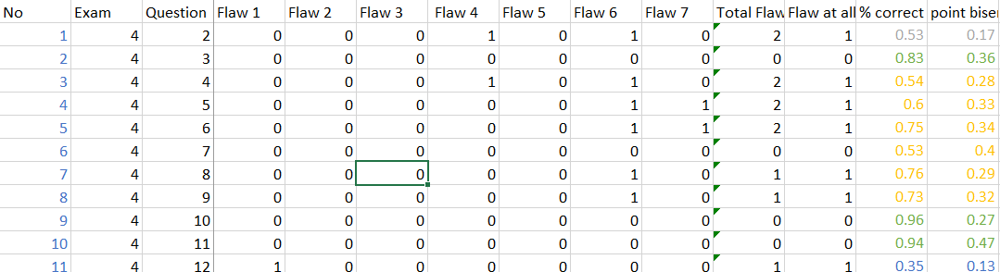 No Exam Question Flaw 1 Flaw 2 Flaw 3 Flaw 4 Flaw 5 Flaw 6 Flaw 7 Total Flaw Flaw at all % correct point biser
1 4 2 0 0 0 1 0 1 0 2 1 0.53 0.17
2 4 3 0 0 0 0 0 0 0 0 0 0.83 0.36
3 4 4 0 0 0 1 0 1 0 2 1 0.54 0.28
4 4 5 0 0 0 0 0 1 1 2 1 0.6 0.33
5 4 6 0 0 0 0 0 1 1 2 1 0.75 0.34
6 4 7 0 0 0 0 0 0 0 0 0 0.53 0.4
7 4 8 0 0 0 0 0 1 0 1 1 0.76 0.29
8 4 9 0 0 0 0 0 1 0 1 1 0.73 0.32
9 4 10 0 0 0 0 0 0 0 0 0 0.96 0.27
10 4 11 0 0 0 0 0 0 0 0 0 0.94 0.47
11 4 12 1 0 0 0 0 0 0 1 1 0.35 0.13